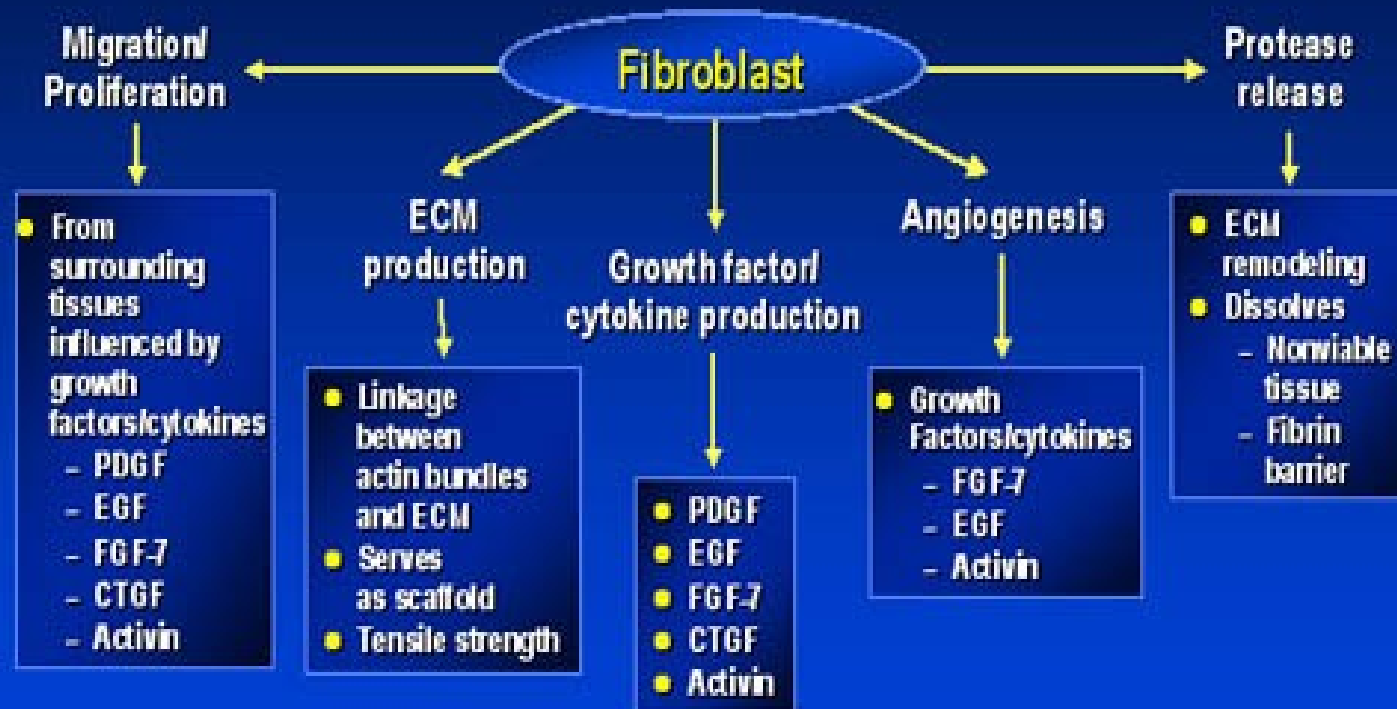 Fibroblast
Migration/
Proliferation
● From
surrounding
tissues
influenced by
growth
factors/cytokines
– PDGF
– EGF
– FGF-7
– CTGF
– Activin
ECM
production
● Linkage
between
actin bundles
and ECM
● Serves
as scaffold
● Tensile strength
Growth factor/
cytokine production
● PDGF
● EGF
● FGF-7
● CTGF
● Activin
Angiogenesis
● Growth
Factors/cytokines
– FGF-7
– EGF
– Activin
Protease
release
● ECM
remodeling
● Dissolves
– Nonviable
tissue
– Fibrin
barrier